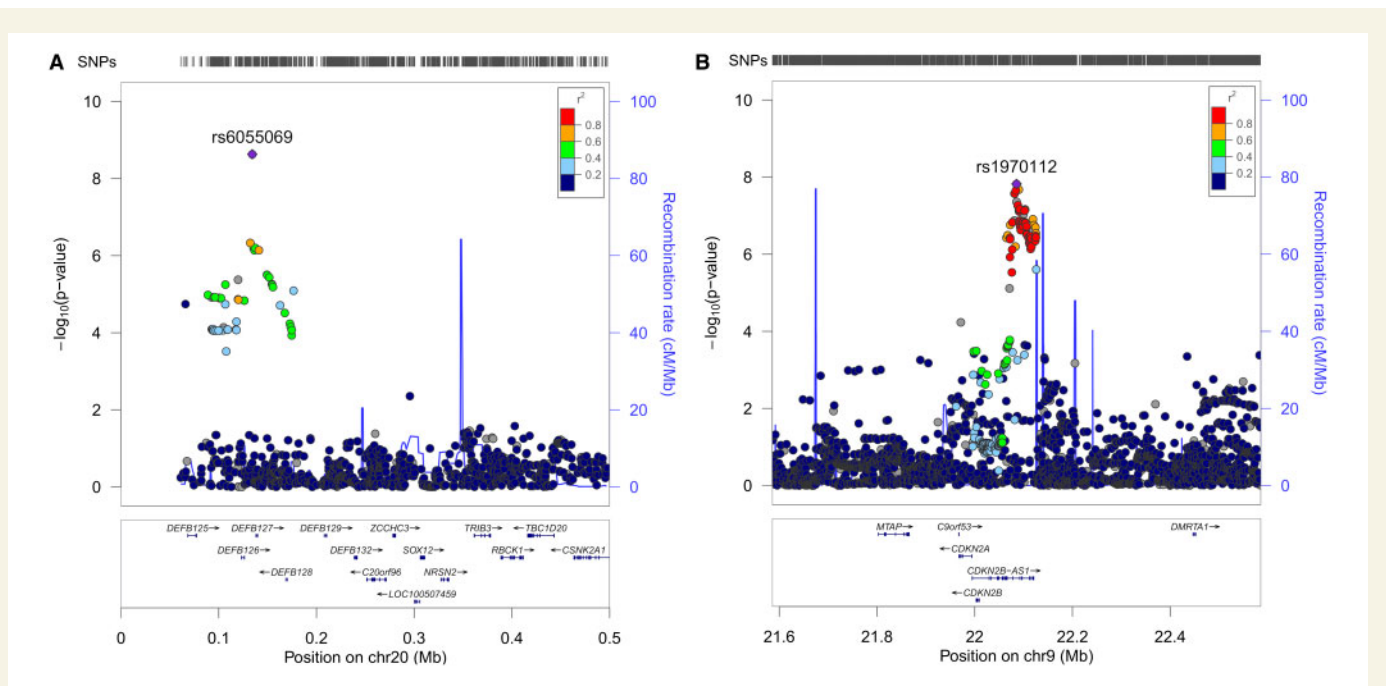 A SNPs
rs6055069
r2
0.8
0.6
0.4
0.2
10
8
6
4
2
0
−log10(p−value)
100
80
60
40
20
0
Recombination rate (cM/Mb)
DEFB125→ DEFB127→ DEFB129→ ZCCHC3→ TRIB3→ ←TBC1D20
DEFB126→ DEFB132→ SOX12→ RBCK1→ ←CSNK2A1
←DEFB128 ←C20orf96 NRSN2→
←LOC100507459
0 0.1 0.2 0.3 0.4 0.5
Position on chr20 (Mb)
B SNPs
rs1970112
r2
0.8
0.6
0.4
0.2
10
8
6
4
2
0
−log10(p−value)
100
80
60
40
20
0
Recombination rate (cM/Mb)
MTAP→ C9orf53→ DMRTA1→
←CDKN2A
CDKN2B−AS1→
←CDKN2B
21.6 21.8 22 22.2 22.4
Position on chr9 (Mb)